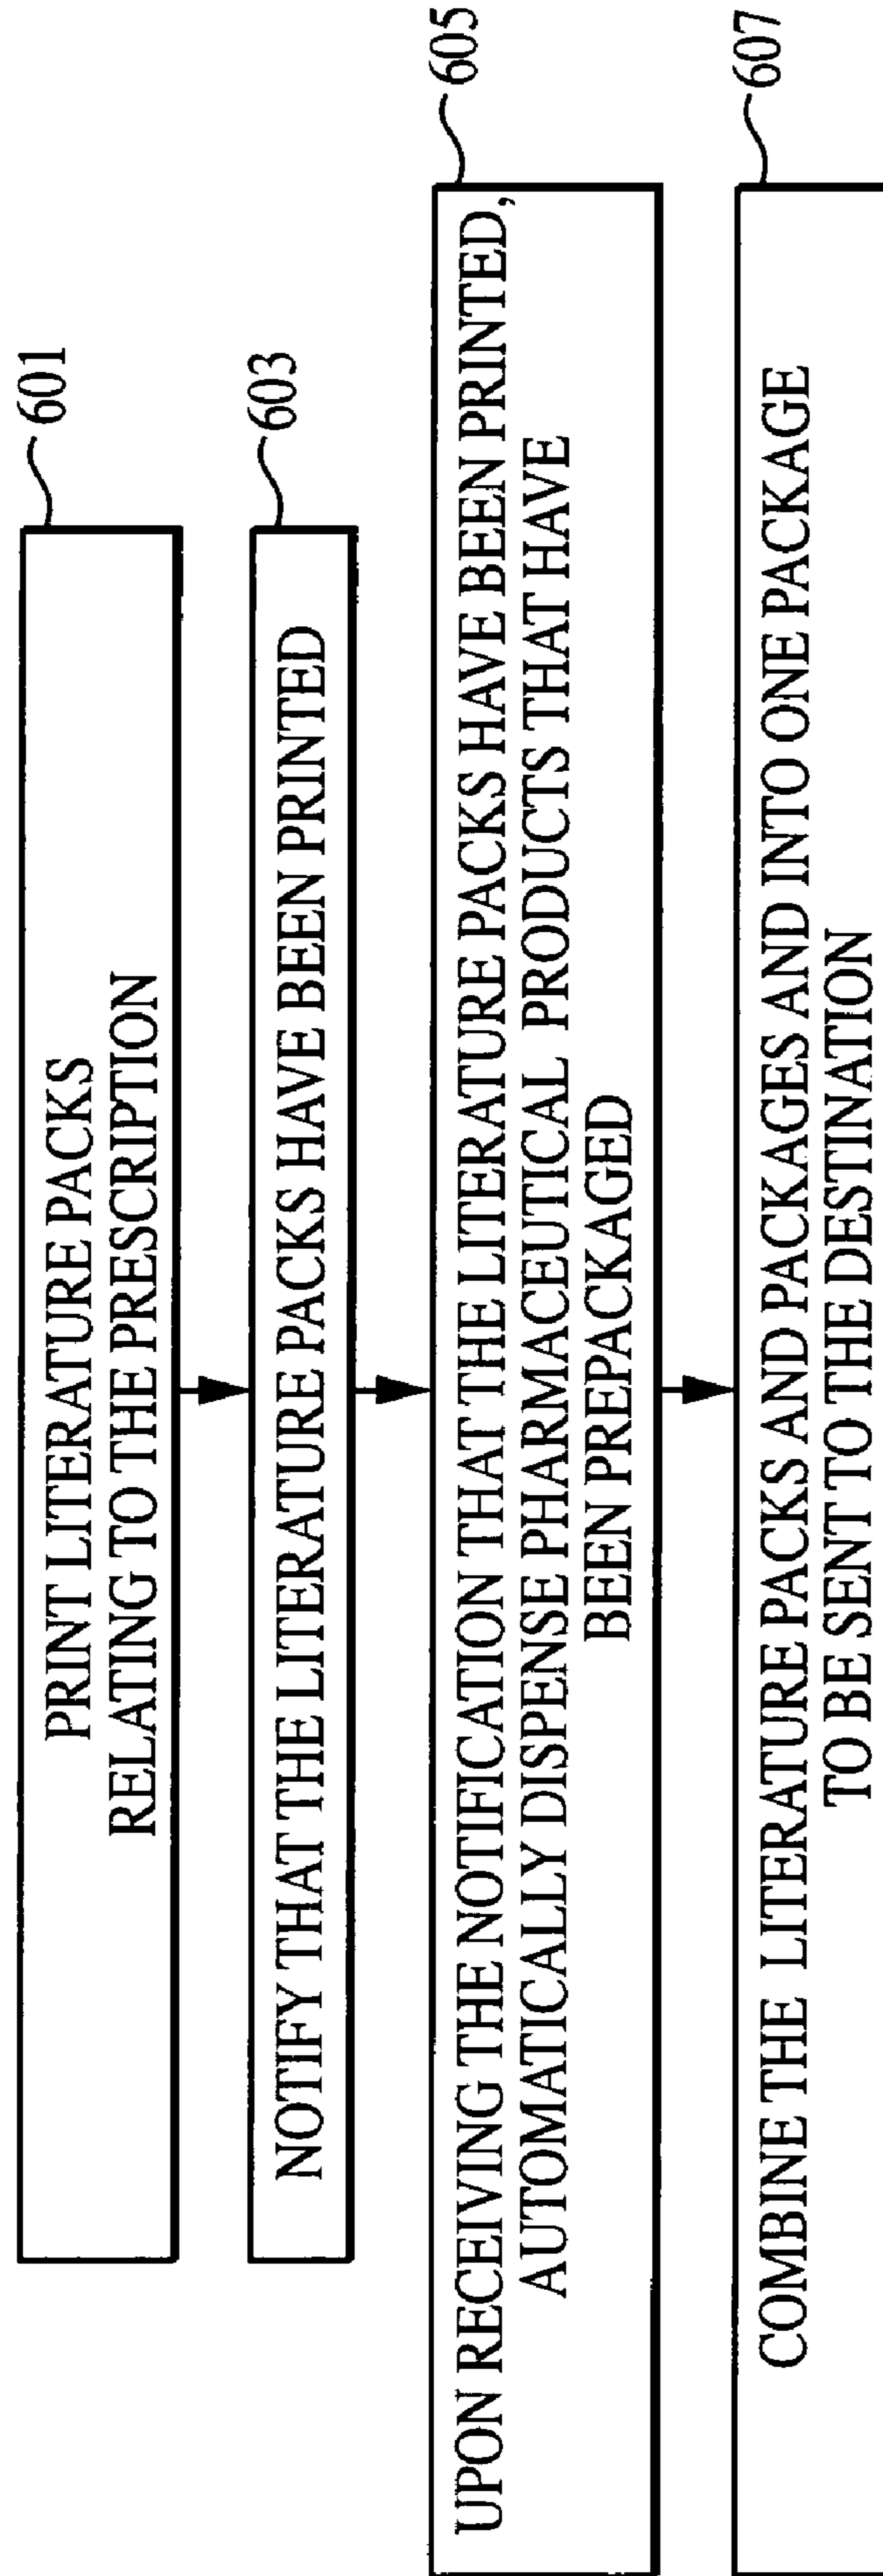 PRINT LITERATURE PACKS
RELATING TO THE PRESCRIPTION
601
NOTIFY THAT THE LITERATURE PACKS HAVE BEEN PRINTED
603
UPON RECEIVING THE NOTIFICATION THAT THE LITERATURE PACKS HAVE BEEN PRINTED,
AUTOMATICALLY DISPENSE PHARMACEUTICAL PRODUCTS THAT HAVE
BEEN PREPACKAGED
605
COMBINE THE LITERATURE PACKS AND PACKAGES AND INTO ONE PACKAGE
TO BE SENT TO THE DESTINATION
607